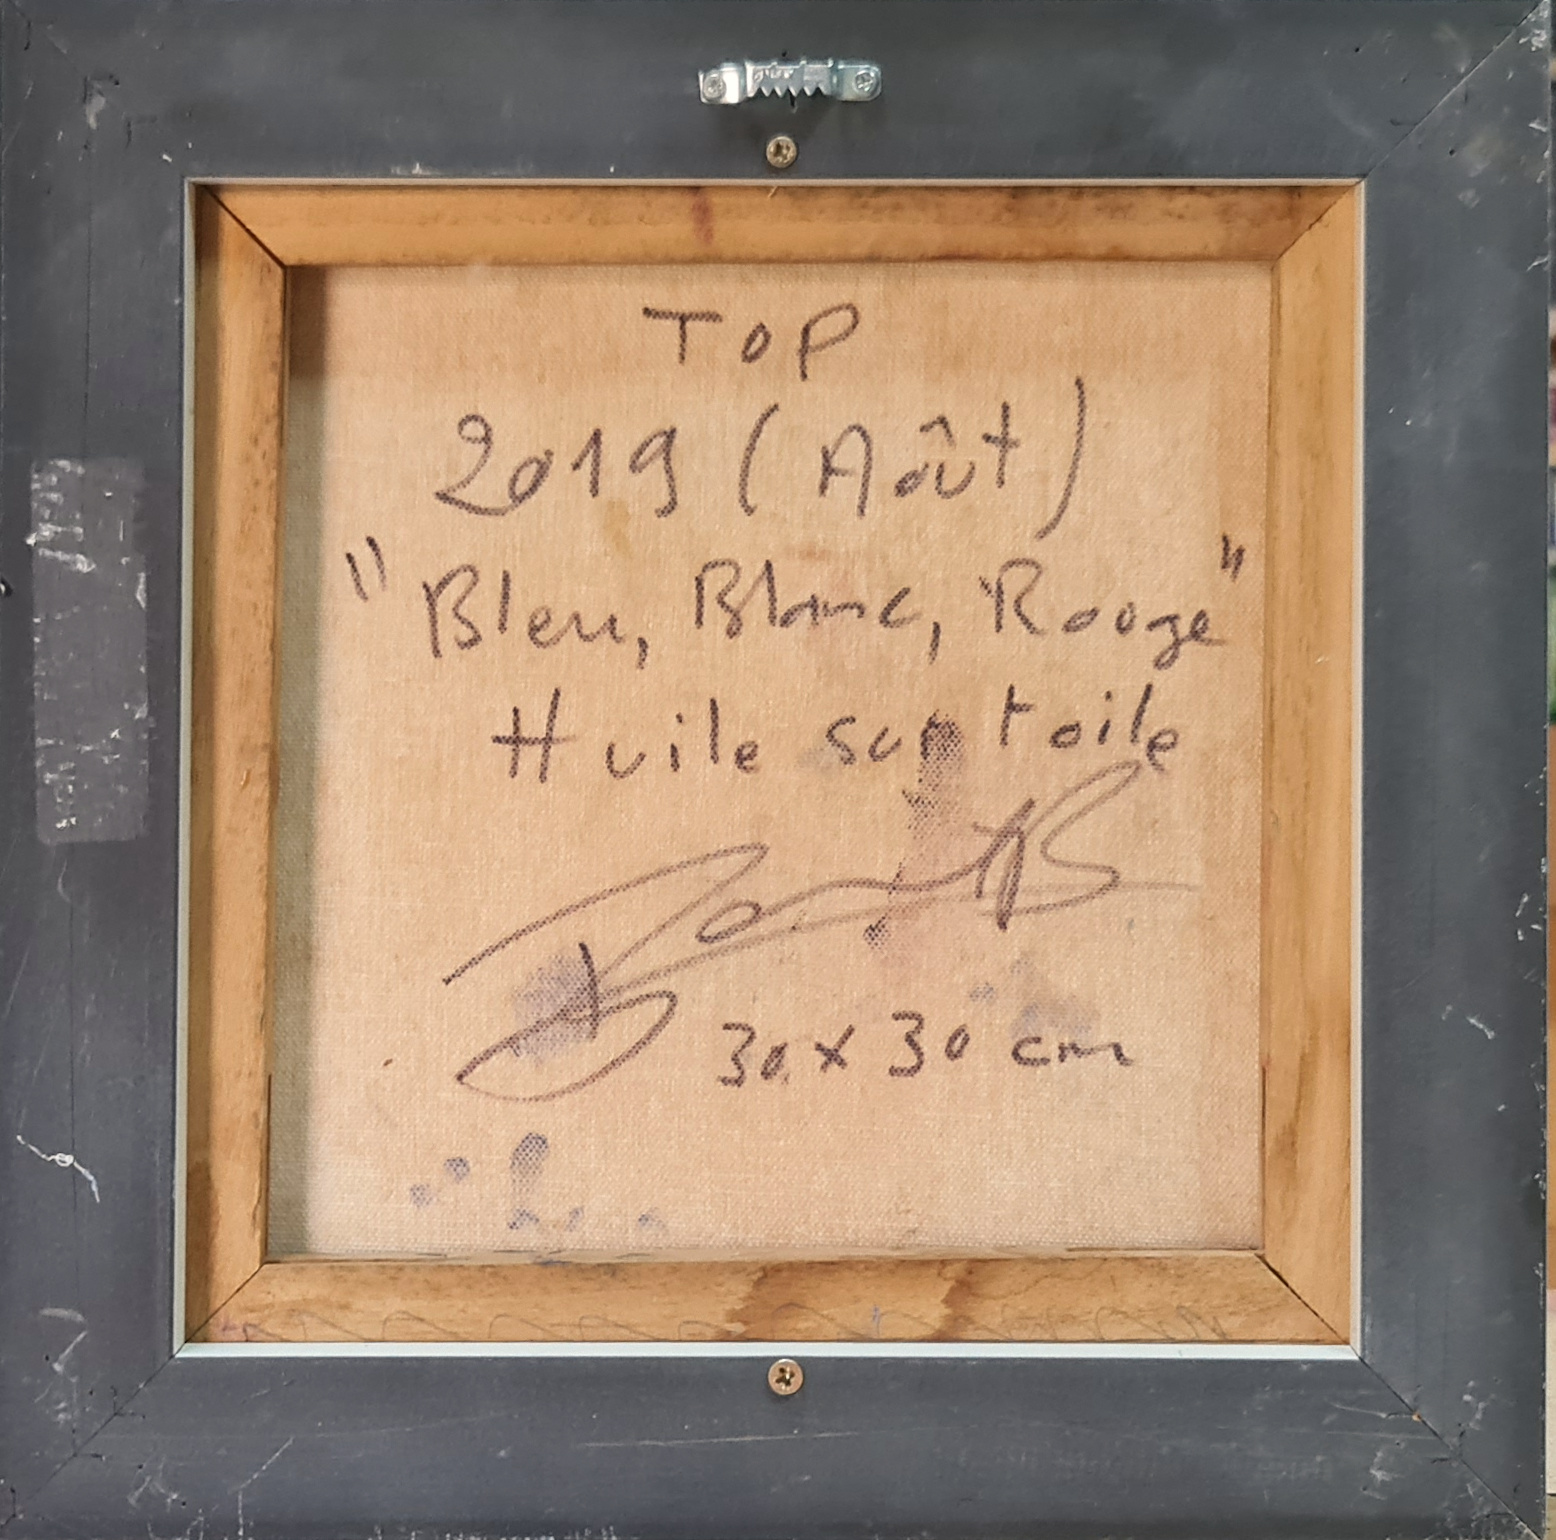 TOP
2019 (Août)
"Bleu, Blanc, Rouge"
Huile sur toile
30 x 30 cm